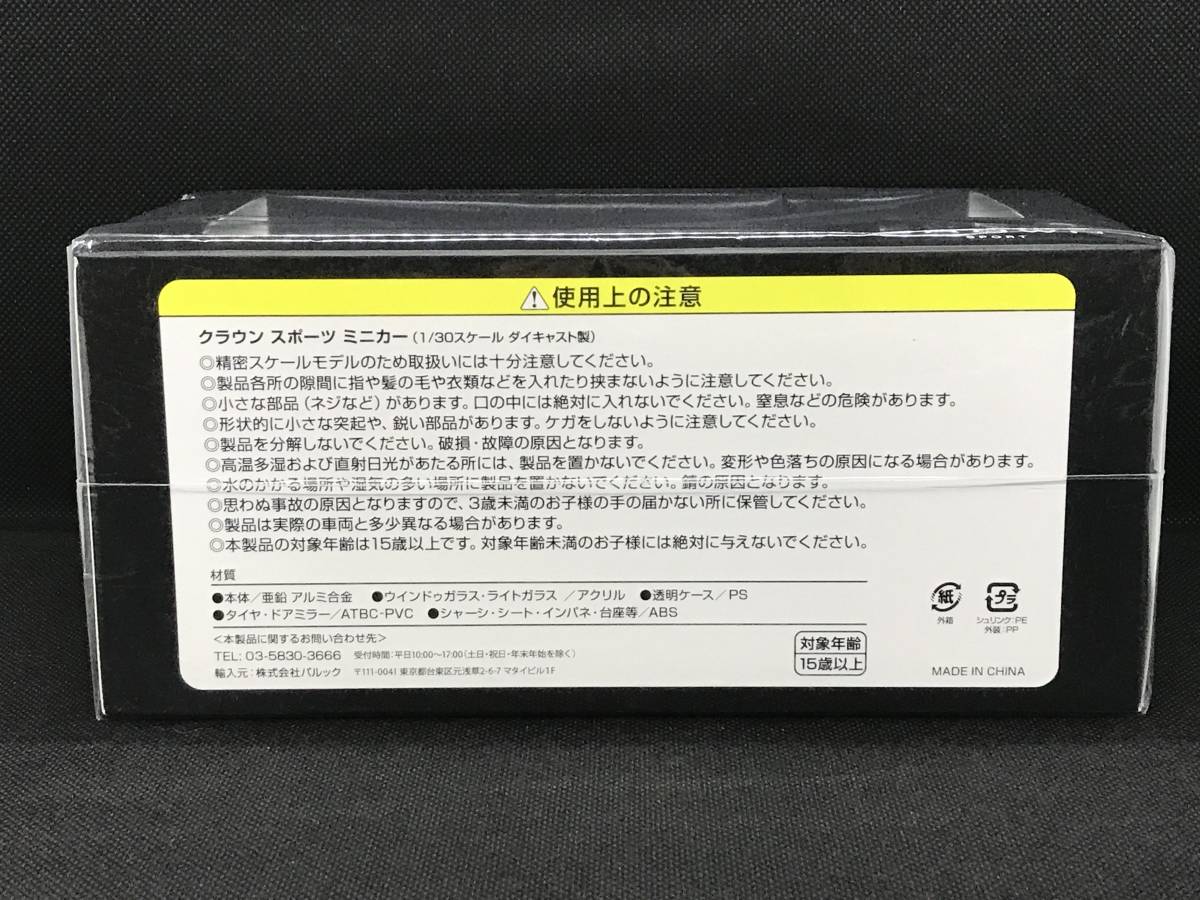 SPORT
使用上の注意
クラウン スポーツ ミニカー（1/30スケール ダイキャスト製）
◎精密スケールモデルのため取扱いには十分注意してください。
◎製品各所の隙間に指や髪の毛や衣類などを入れたり挟まないように注意してください。
◎小さな部品（ネジなど）があります。口の中には絶対に入れないでください。窒息などの危険があります。
◎形状的に小さな突起や、鋭い部品があります。ケガをしないように注意してください。
◎製品を分解しないでください。破損・故障の原因となります。
◎高温多湿および直射日光があたる所には、製品を置かないでください。変形や色落ちの原因になる場合があります。
◎水のかかる場所や湿気の多い場所に製品を置かないでください。錆の原因となります。
◎思わぬ事故の原因となりますので、3歳未満のお子様の手の届かない所に保管してください。
◎製品は実際の車両と多少異なる場合があります。
◎本製品の対象年齢は15歳以上です。対象年齢未満のお子様には絶対に与えないでください。
材質
●本体／亜鉛 アルミ合金 ●ウインドゥガラス・ライトガラス ／アクリル ●透明ケース／PS
●タイヤ・ドアミラー／ATBC-PVC ●シャーシ・シート・インパネ・台座等／ABS
紙
外箱
プラ
シュリンク：PE
外装：PP
＜本製品に関するお問い合わせ先＞
TEL: 03-5830-3666 受付時間：平日10:00〜17:00（土日・祝日・年末年始を除く）
輸入元：株式会社バルック 〒111-0041 東京都台東区元浅草2-6-7 マタイビル1F
対象年齢
15歳以上
MADE IN CHINA